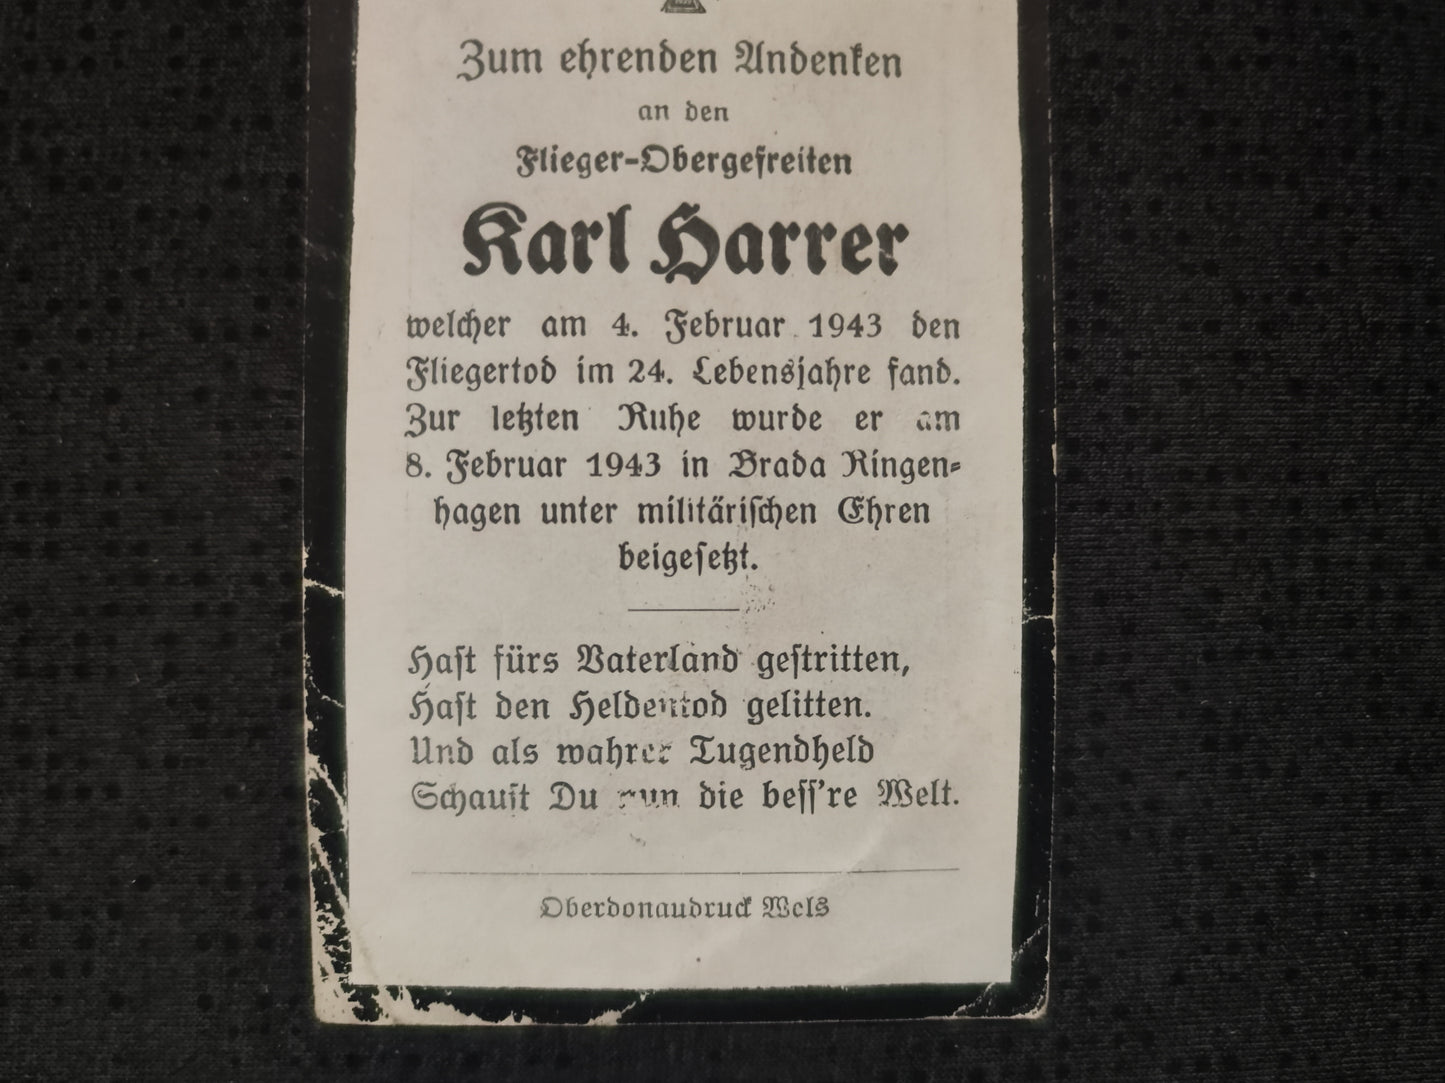 Zum ehrenden Andenken
an den
Flieger-Obergefreiten
Karl Harrer
welcher am 4. Februar 1943 den
Fliegertod im 24. Lebensjahre fand.
Zur letzten Ruhe wurde er am
8. Februar 1943 in Brada Ringen-
hagen unter militärischen Ehren
beigesetzt.
Hast fürs Vaterland gestritten,
Hast den Heldentod gelitten.
Und als wahrer Tugendheld
Schaust Du nun die bess're Welt.
Oberdonaudruck Wels